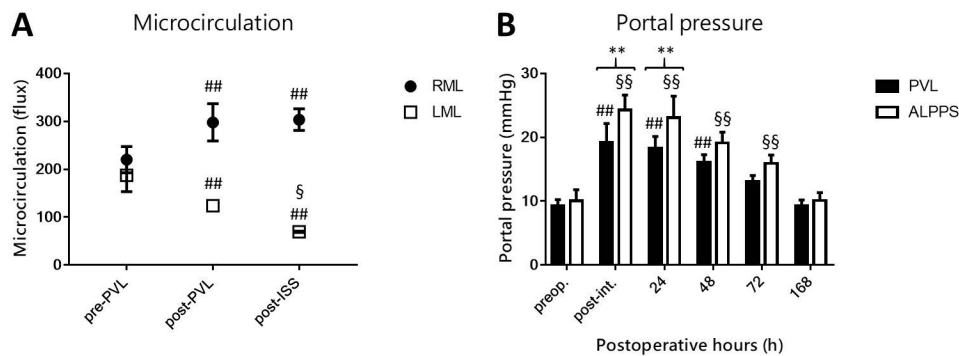 A
Microcirculation
Microcirculation (flux)
400
300
200
100
0
##
##
##
§
##
pre-PVL
post-PVL
post-ISS
RML
LML
B
Portal pressure
Portal pressure (mmHg)
30
20
10
0
**
**
##
§§
##
§§
##
§§
§§
preop.
post-int.
24
48
72
168
Postoperative hours (h)
PVL
ALPPS